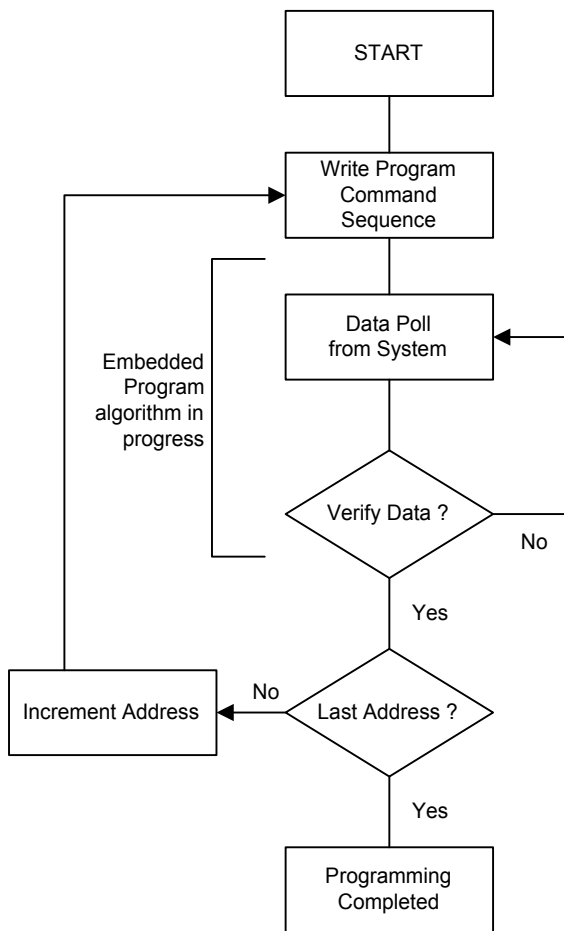 START
Write Program
Command
Sequence
Data Poll
from System
Embedded
Program
algorithm in
progress
Verify Data ?
No
Yes
Increment Address
No
Last Address ?
Yes
Programming
Completed